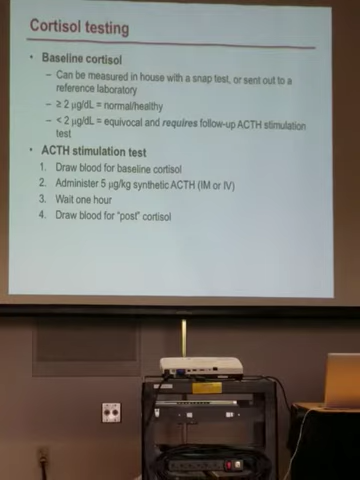 Cortisol testing
• Baseline cortisol
– Can be measured in house with a snap test, or sent out to a
reference laboratory
– ≥ 2 µg/dL = normal/healthy
– < 2 µg/dL = equivocal and requires follow-up ACTH stimulation
test
• ACTH stimulation test
1. Draw blood for baseline cortisol
2. Administer 5 µg/kg synthetic ACTH (IM or IV)
3. Wait one hour
4. Draw blood for "post" cortisol